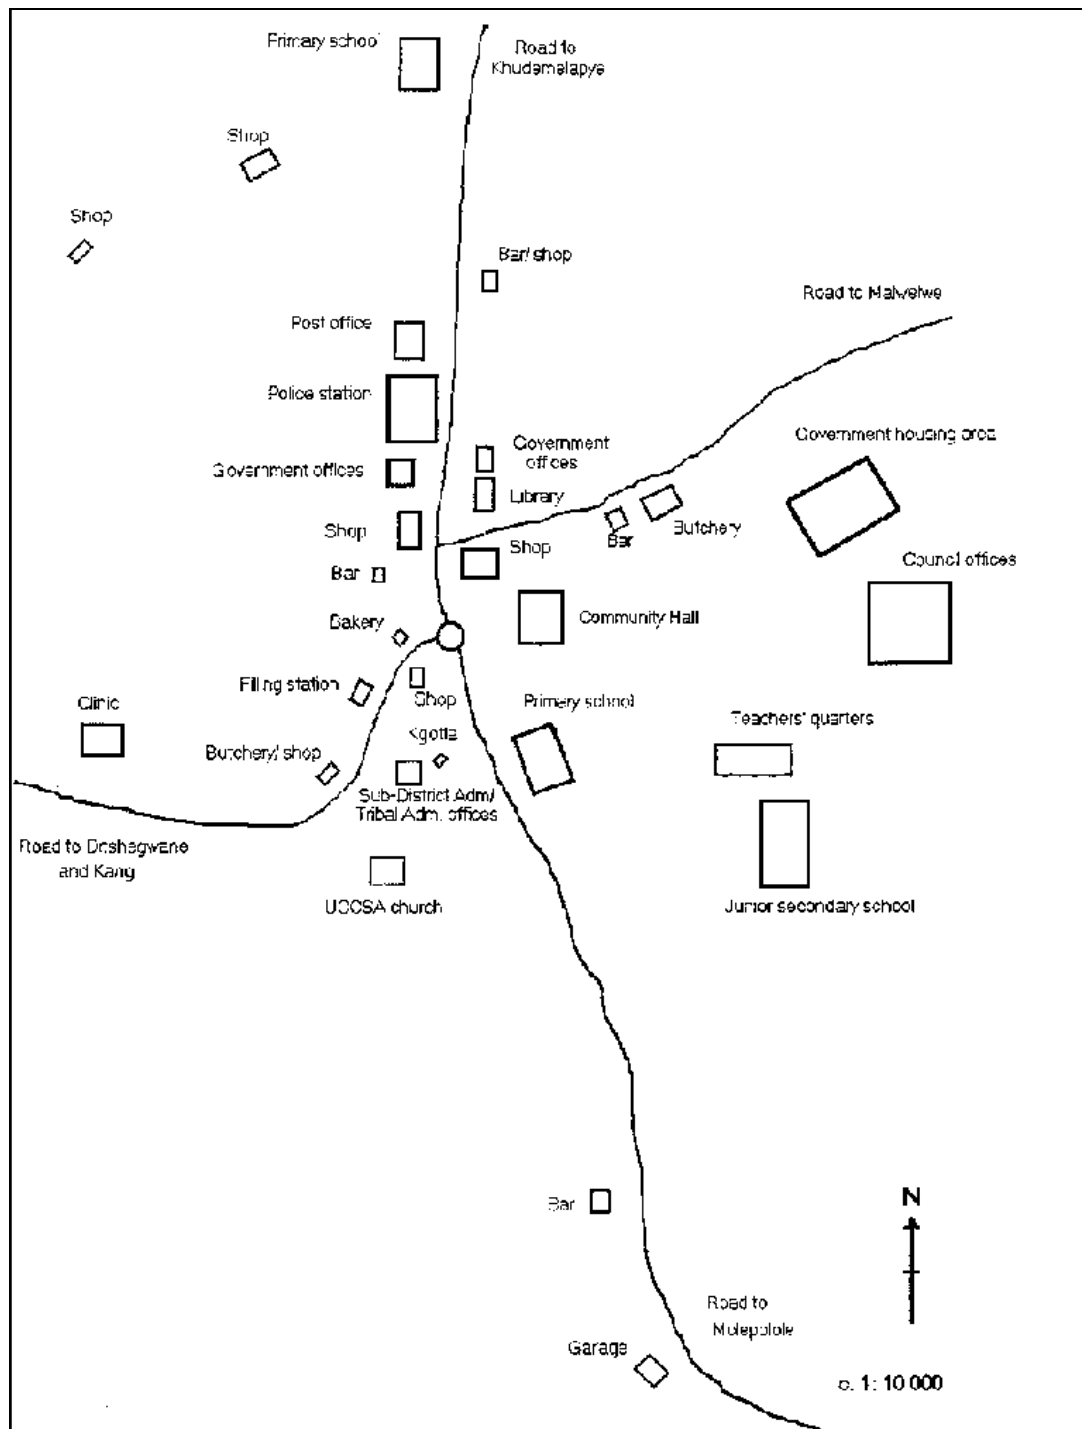 Primary school
Road to
Khudumelapye
Shop
Shop
Bar/ shop
Road to Malwelwe
Post office
Police station
Government housing area
Government
offices
Government offices
Library
Shop
Shop
Bar
Butchery
Council offices
Bar
Bakery
Community Hall
Filling station
Shop
Primary school
Clinic
Teachers' quarters
Kgotla
Butchery/ shop
Sub-District Adm/
Tribal Adm. offices
Road to Dutlwe
and Kang
UCCSA church
Junior secondary school
N
Bar
Road to
Molepolole
Garage
c. 1: 10 000